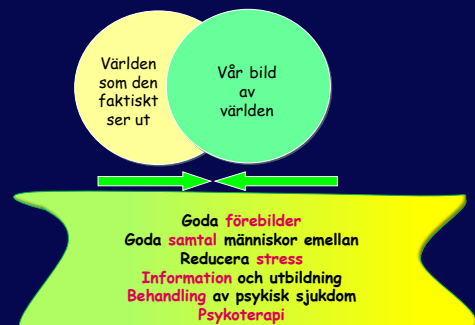 Världen
som den
faktiskt
ser ut
Vår bild
av
världen
Goda förebilder
Goda samtal människor emellan
Reducera stress
Information och utbildning
Behandling av psykisk sjukdom
Psykoterapi